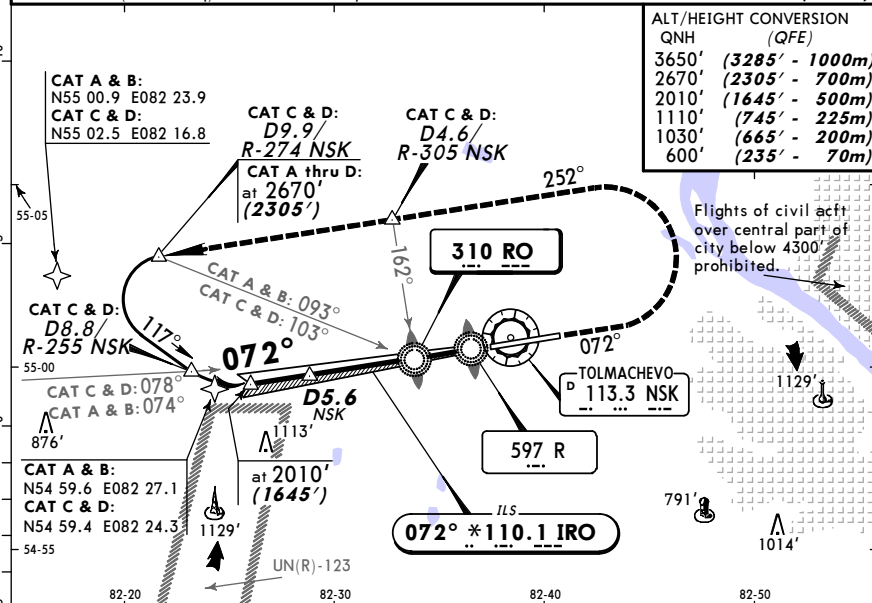 ALT/HEIGHT CONVERSION
QNH (QFE)
3650' (3285' - 1000m)
2670' (2305' - 700m)
2010' (1645' - 500m)
1110' (745' - 225m)
1030' (665' - 200m)
600' (235' - 70m)
CAT A & B:
N55 00.9 E082 23.9
CAT C & D:
N55 02.5 E082 16.8
CAT C & D:
D9.9/
R-274 NSK
CAT A thru D:
at 2670'
(2305')
CAT C & D:
D4.6/
R-305 NSK
252°
55-05
Flights of civil acft
over central part of
city below 4300'
prohibited.
310 RO
162°
CAT A & B: 093°
CAT C & D: 103°
CAT C & D:
D8.8/
R-255 NSK
117°
072°
072°
55-00
TOLMACHEVO
D 113.3 NSK
CAT C & D: 078°
CAT A & B: 074°
D5.6
NSK
1129'
876'
1113'
597 R
CAT A & B:
N54 59.6 E082 27.1
CAT C & D:
N54 59.4 E082 24.3
at 2010'
(1645')
791'
ILS
072° *110.1 IRO
1129'
1014'
54-55
UN(R)-123
82-20
82-30
82-40
82-50